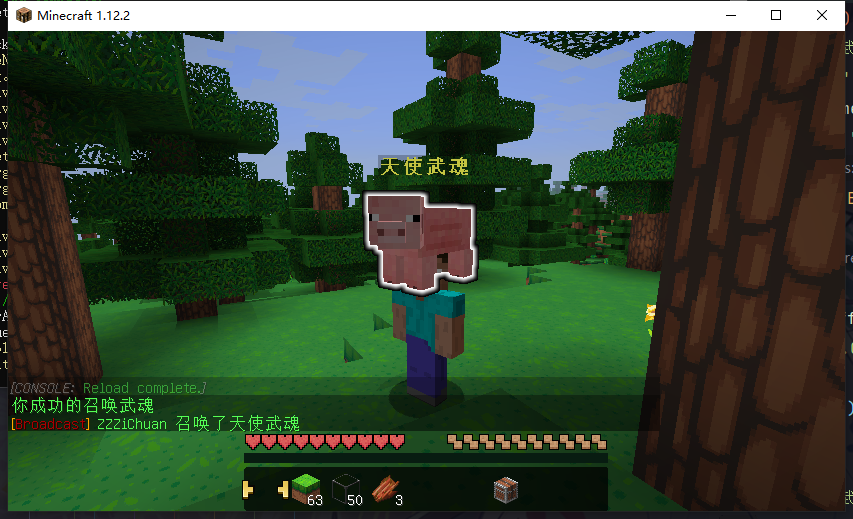 Minecraft 1.12.2
天使武魂
[CONSOLE: Reload complete.]
你成功的召唤武魂
[Broadcast] ZZZiChuan 召唤了天使武魂
63
50
3